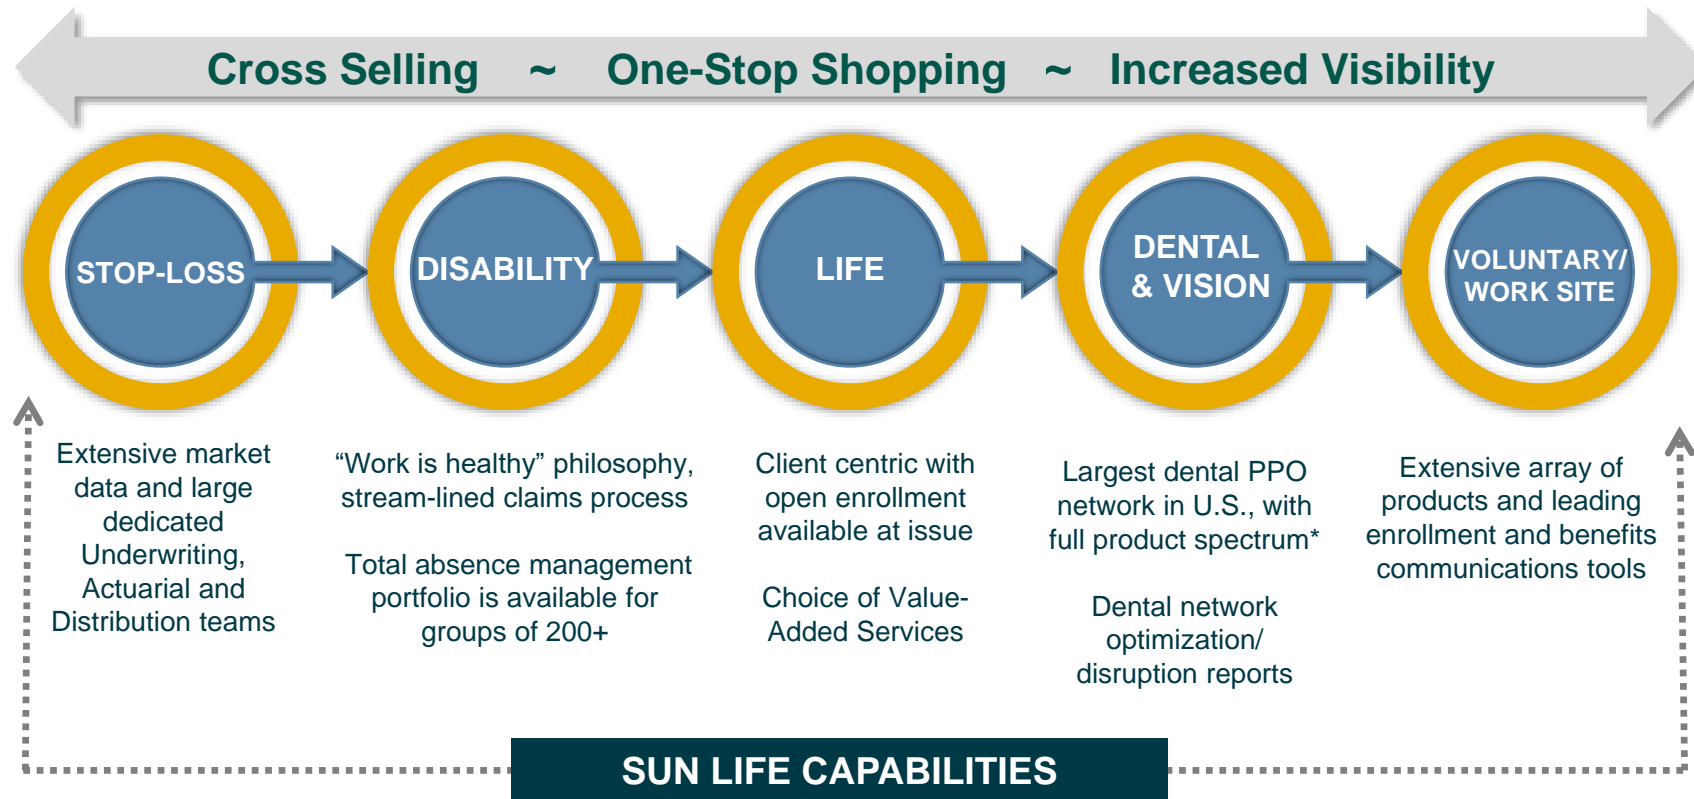 Cross Selling ~ One-Stop Shopping ~ Increased Visibility
STOP-LOSS
DISABILITY
LIFE
DENTAL
& VISION
VOLUNTARY/
WORK SITE
Extensive market
data and large
dedicated
Underwriting,
Actuarial and
Distribution teams
“Work is healthy” philosophy,
stream-lined claims process
Total absence management
portfolio is available for
groups of 200+
Client centric with
open enrollment
available at issue
Choice of Value-
Added Services
Largest dental PPO
network in U.S., with
full product spectrum*
Dental network
optimization/
disruption reports
Extensive array of
products and leading
enrollment and benefits
communications tools
SUN LIFE CAPABILITIES